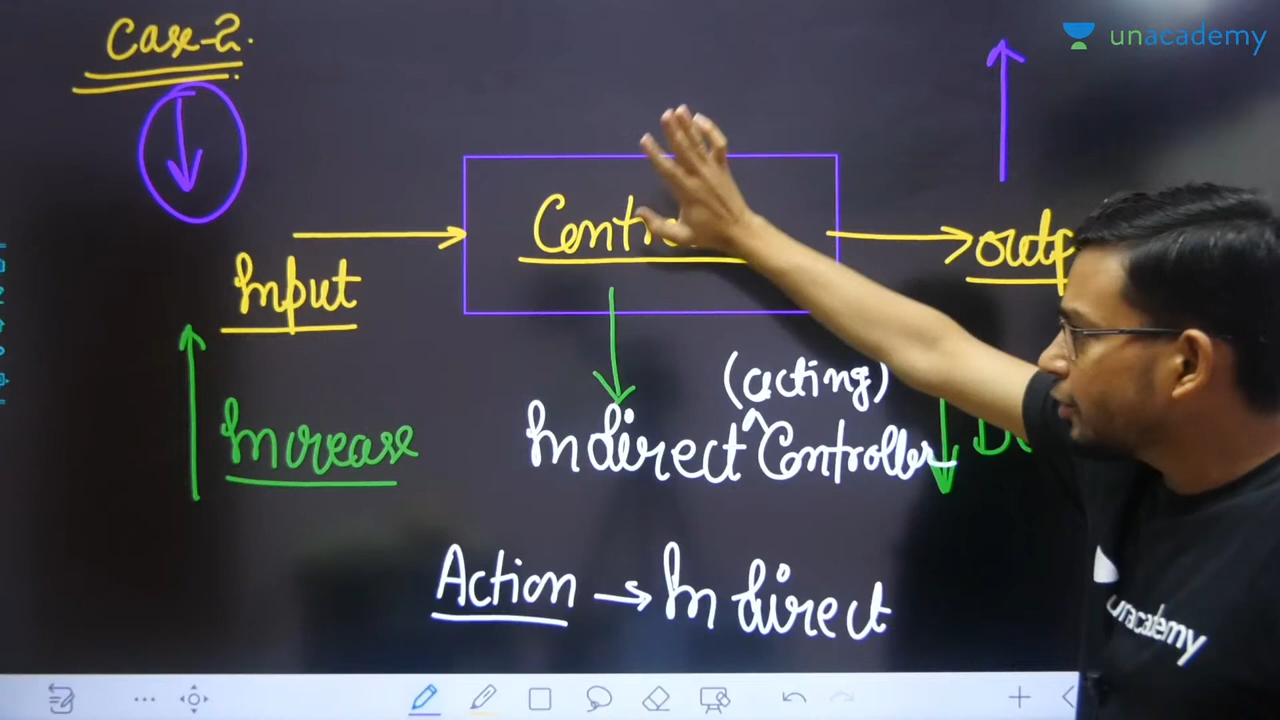 Case-2.
unacademy
Input
Increase
(acting)
Indirect Controller
Action → Indirect
unacademy